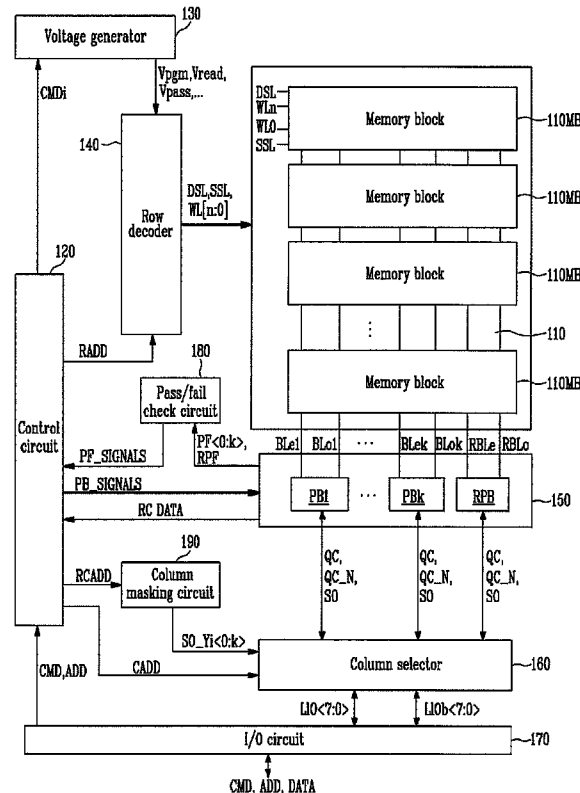 130
Voltage generator
CMDi
Vpgm,Vread,
Vpass,...
140
Row
decoder
DSL,SSL,
WL[n:0]
DSL
WLn
WL0
SSL
Memory block
110MB
Memory block
110MB
Memory block
110MB
110
Memory block
110MB
120
Control
circuit
RADD
180
Pass/fail
check circuit
PF<0:k>,
RPF
PF_SIGNALS
PB_SIGNALS
RC DATA
BLe1
BLo1
...
BLek
BLok
RBLe
RBLo
PB1
...
PBk
RPB
150
QC,
QC_N,
SO
QC,
QC_N,
SO
QC,
QC_N,
SO
190
RCADD
Column
masking circuit
SO_Yi<0:k>
CADD
CMD,ADD
Column selector
160
LIO<7:0>
LIOb<7:0>
I/O circuit
170
CMD, ADD, DATA